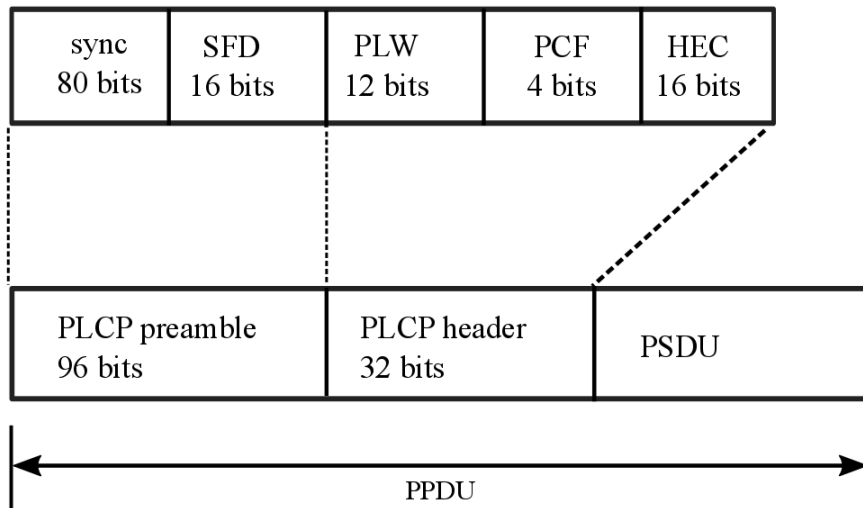 sync
80 bits
SFD
16 bits
PLW
12 bits
PCF
4 bits
HEC
16 bits
PLCP preamble
96 bits
PLCP header
32 bits
PSDU
PPDU